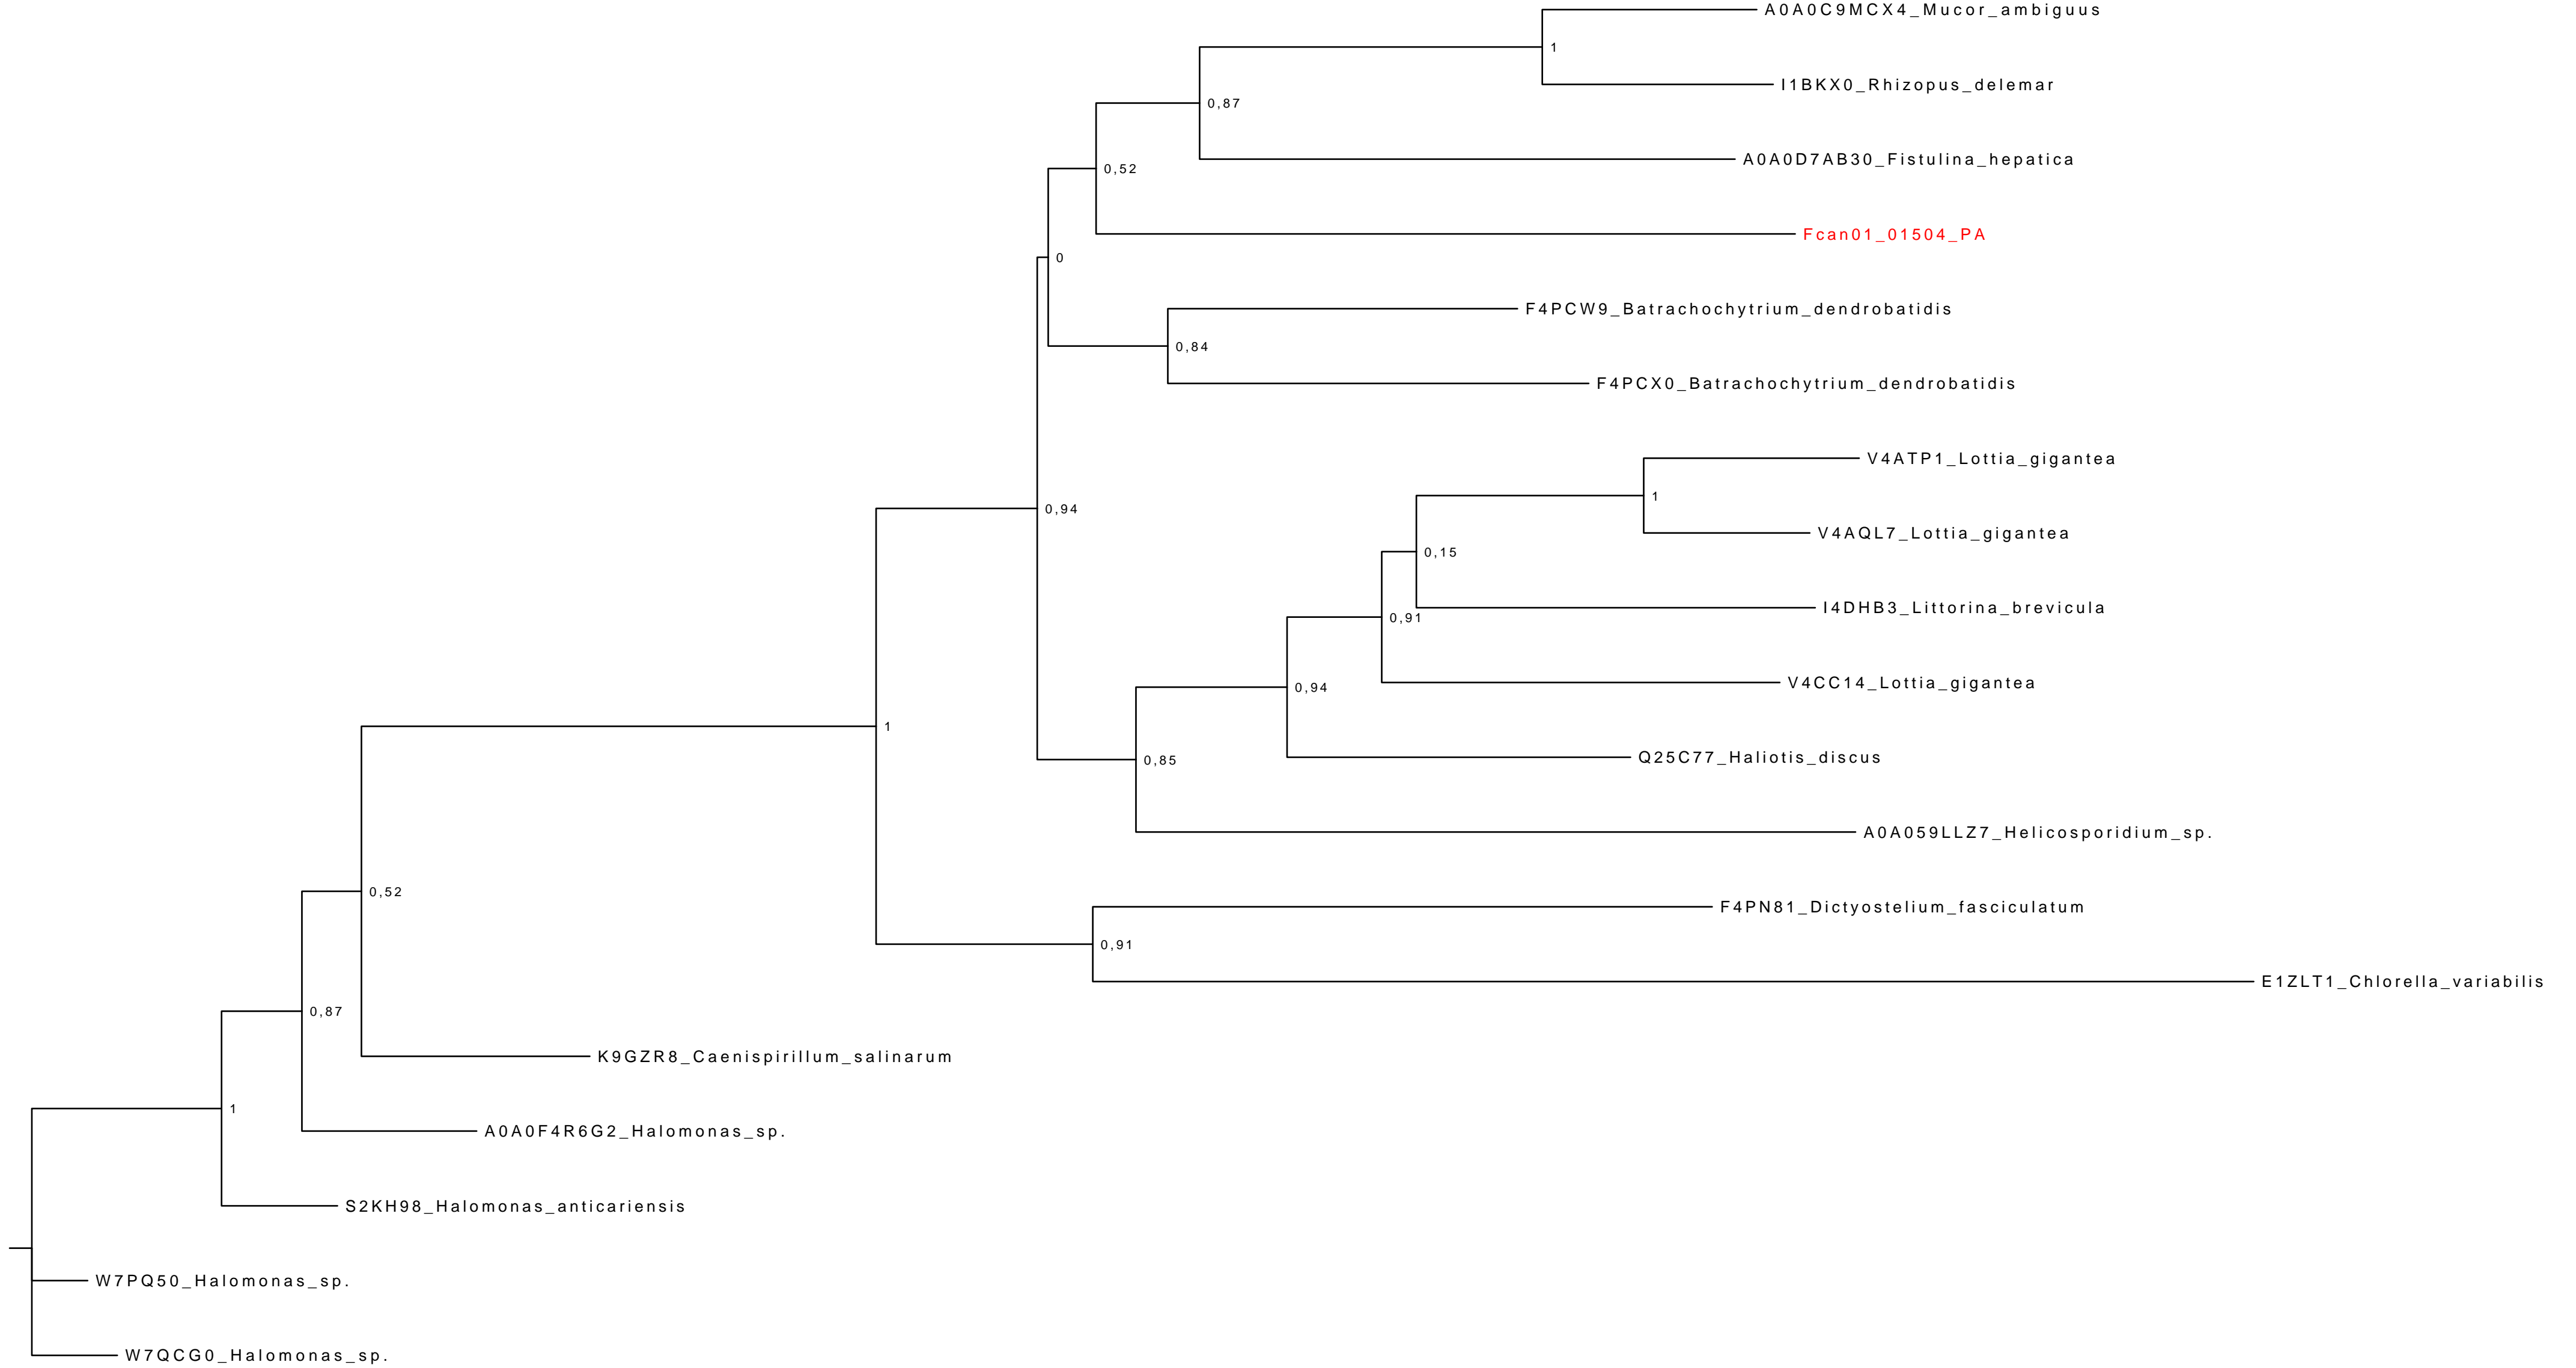 A0A0C9MCX4_Mucor_ambiguus
1
I1BKX0_Rhizopus_delemar
0,87
A0A0D7AB30_Fistulina_hepatica
0,52
Fcan01_01504_PA
0
F4PCW9_Batrachochytrium_dendrobatidis
0,84
F4PCX0_Batrachochytrium_dendrobatidis
V4ATP1_Lottia_gigantea
1
0,94
V4AQL7_Lottia_gigantea
0,15
I4DHB3_Littorina_brevicula
0,91
V4CC14_Lottia_gigantea
0,94
1
Q25C77_Haliotis_discus
0,85
A0A059LLZ7_Helicosporidium_sp.
0,52
F4PN81_Dictyostelium_fasciculatum
0,91
E1ZLT1_Chlorella_variabilis
0,87
K9GZR8_Caenispirillum_salinarum
1
A0A0F4R6G2_Halomonas_sp.
S2KH98_Halomonas_anticariensis
W7PQ50_Halomonas_sp.
W7QCG0_Halomonas_sp.